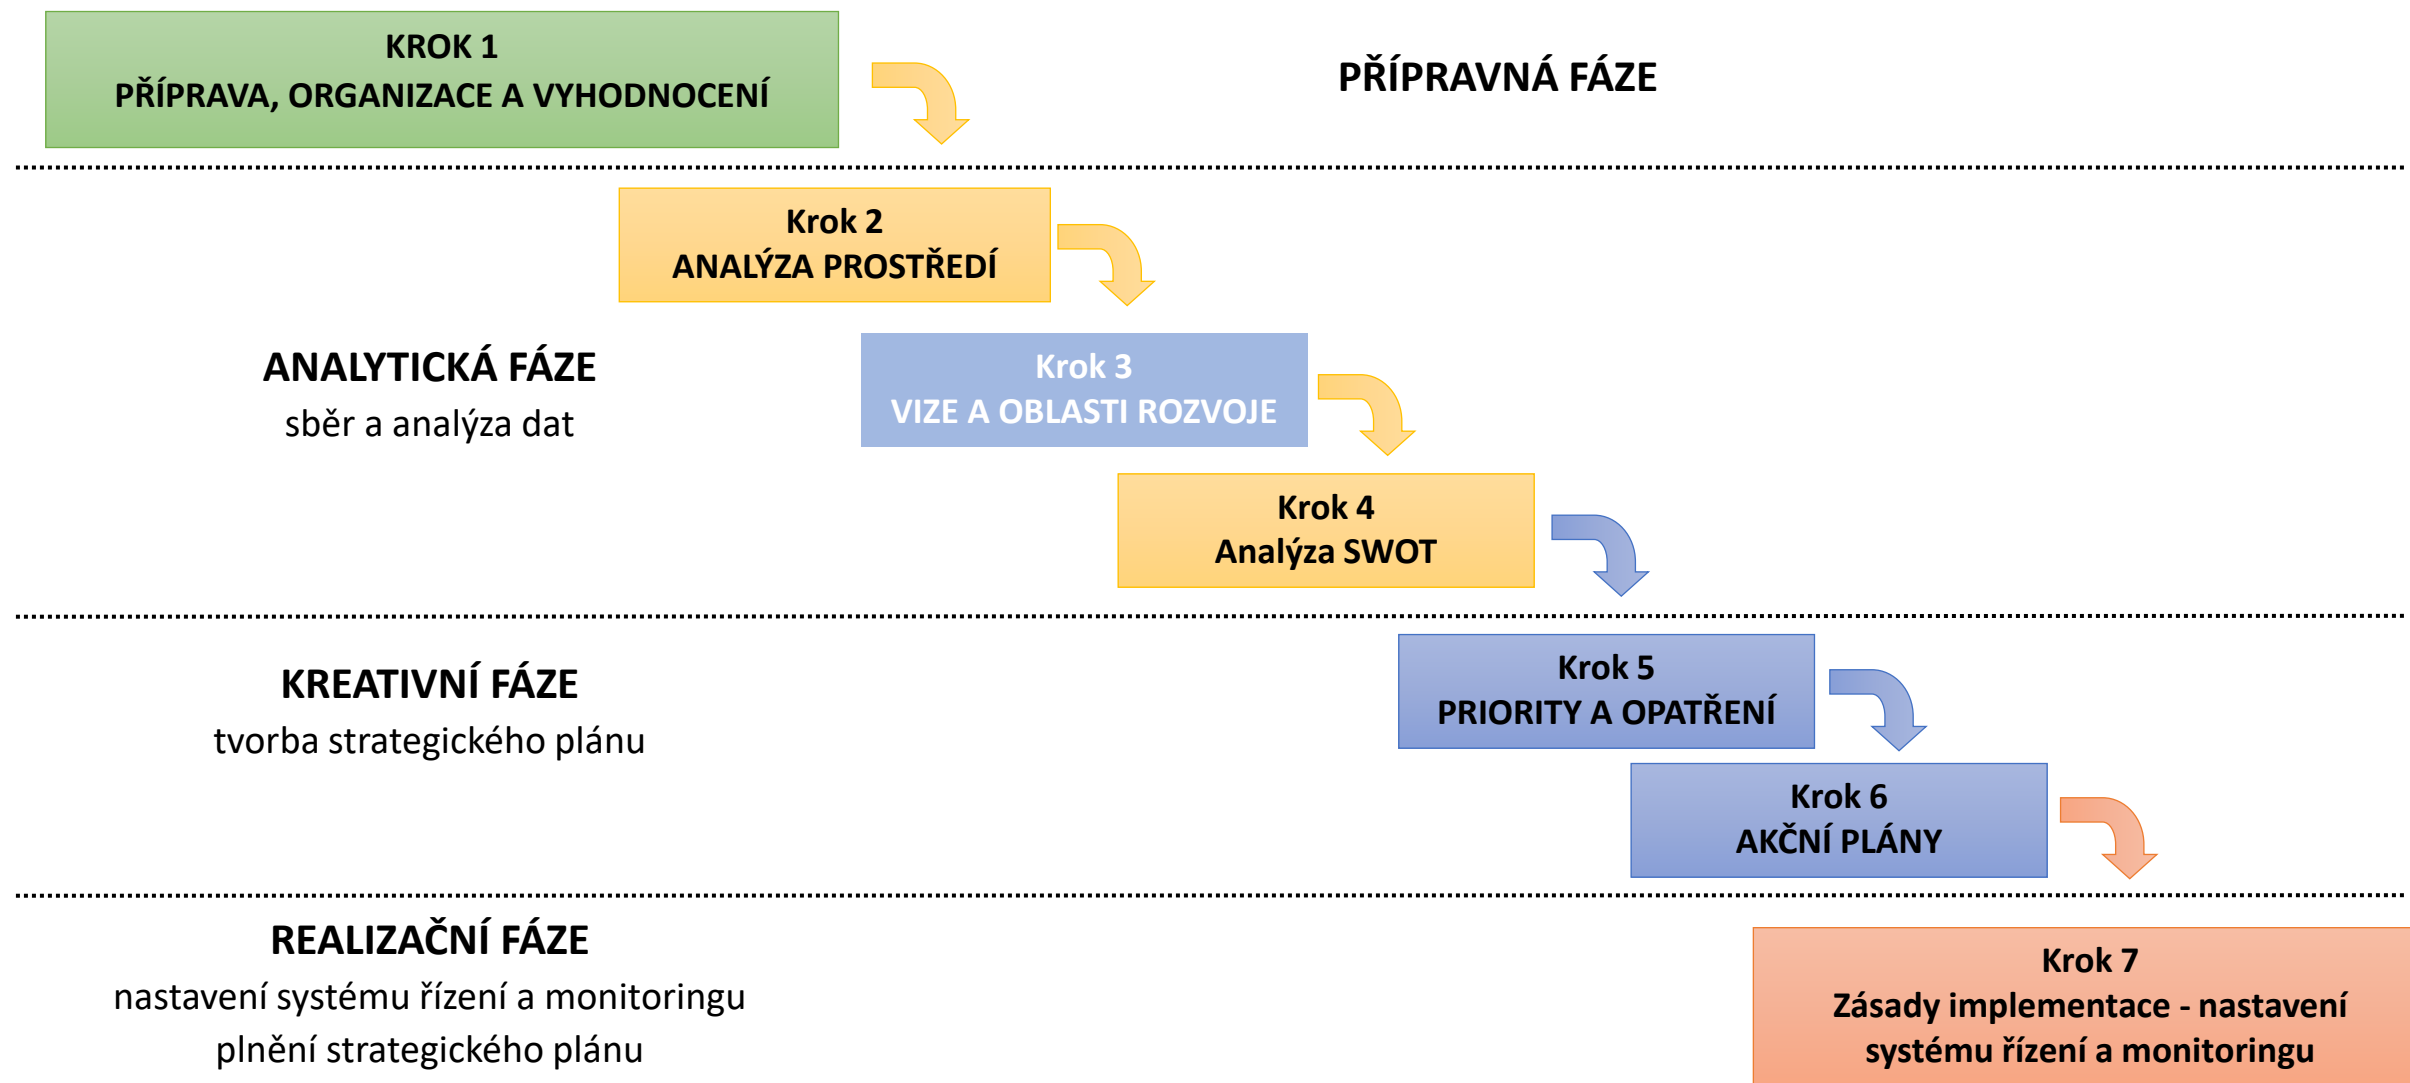 KROK 1
PŘÍPRAVA, ORGANIZACE A VYHODNOCENÍ
PŘÍPRAVNÁ FÁZE
Krok 2
ANALÝZA PROSTŘEDÍ
ANALYTICKÁ FÁZE
sběr a analýza dat
Krok 3
VIZE A OBLASTI ROZVOJE
Krok 4
Analýza SWOT
KREATIVNÍ FÁZE
tvorba strategického plánu
Krok 5
PRIORITY A OPATŘENÍ
Krok 6
AKČNÍ PLÁNY
REALIZAČNÍ FÁZE
nastavení systému řízení a monitoringu
plnění strategického plánu
Krok 7
Zásady implementace - nastavení
systému řízení a monitoringu